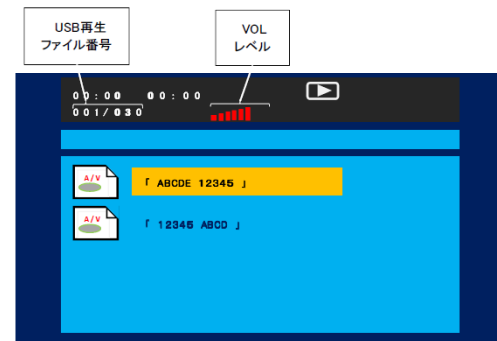 USB再生
ファイル番号
VOL
レベル
00:00 00:00
001/030
A/V
「 ABCDE 12345 」
A/V
「 12345 ABCD 」